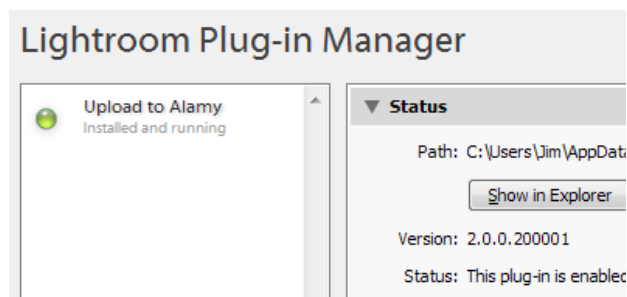 Lightroom Plug-in Manager
Upload to Alamy
Installed and running
Status
Path: C:\Users\Jim\AppData
Show in Explorer
Version: 2.0.0.200001
Status: This plug-in is enabled